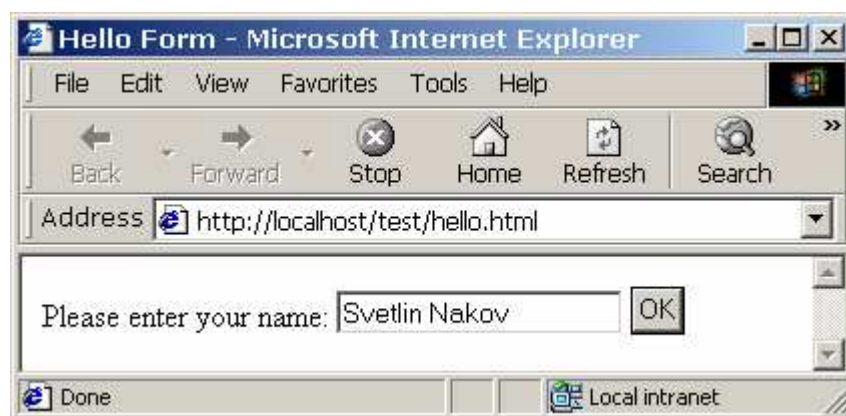 Hello Form - Microsoft Internet Explorer
File Edit View Favorites Tools Help
»
Back Forward Stop Home Refresh Search
Address http://localhost/test/hello.html
Please enter your name: Svetlin Nakov OK
Done Local intranet